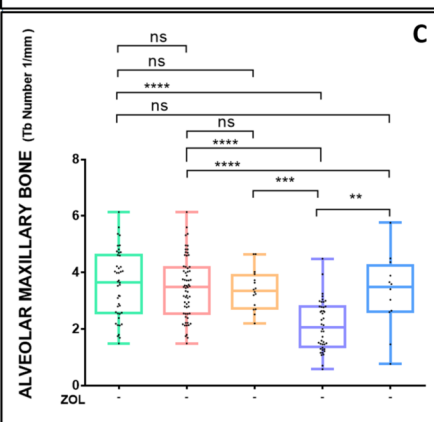 C
ns
ns
****
ns
ns
****
****
***
**
ALVEOLAR MAXILLARY BONE (Tb Number 1/mm )
8
6
4
2
0
ZOL - - - - -